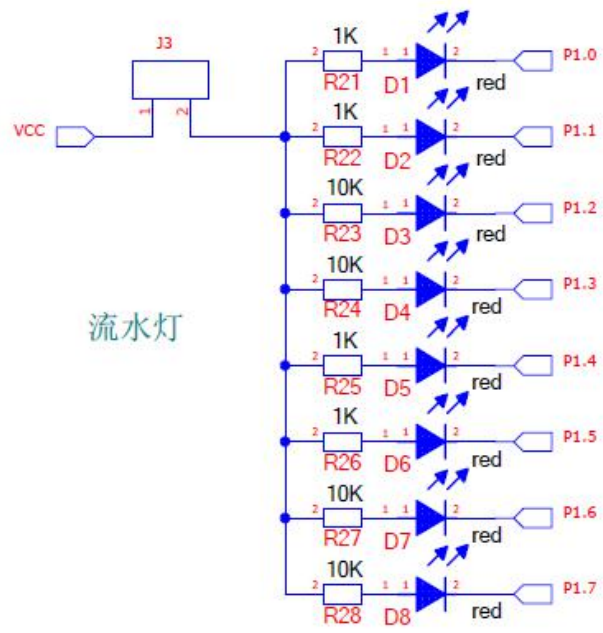 J3
1 2
VCC
1K
2 1 1 2 P1.0
R21 D1 red
1K
2 1 1 2 P1.1
R22 D2 red
10K
2 1 1 2 P1.2
R23 D3 red
10K
2 1 1 2 P1.3
R24 D4 red
流水灯
1K
2 1 1 2 P1.4
R25 D5 red
1K
2 1 1 2 P1.5
R26 D6 red
10K
2 1 1 2 P1.6
R27 D7 red
10K
2 1 1 2 P1.7
R28 D8 red